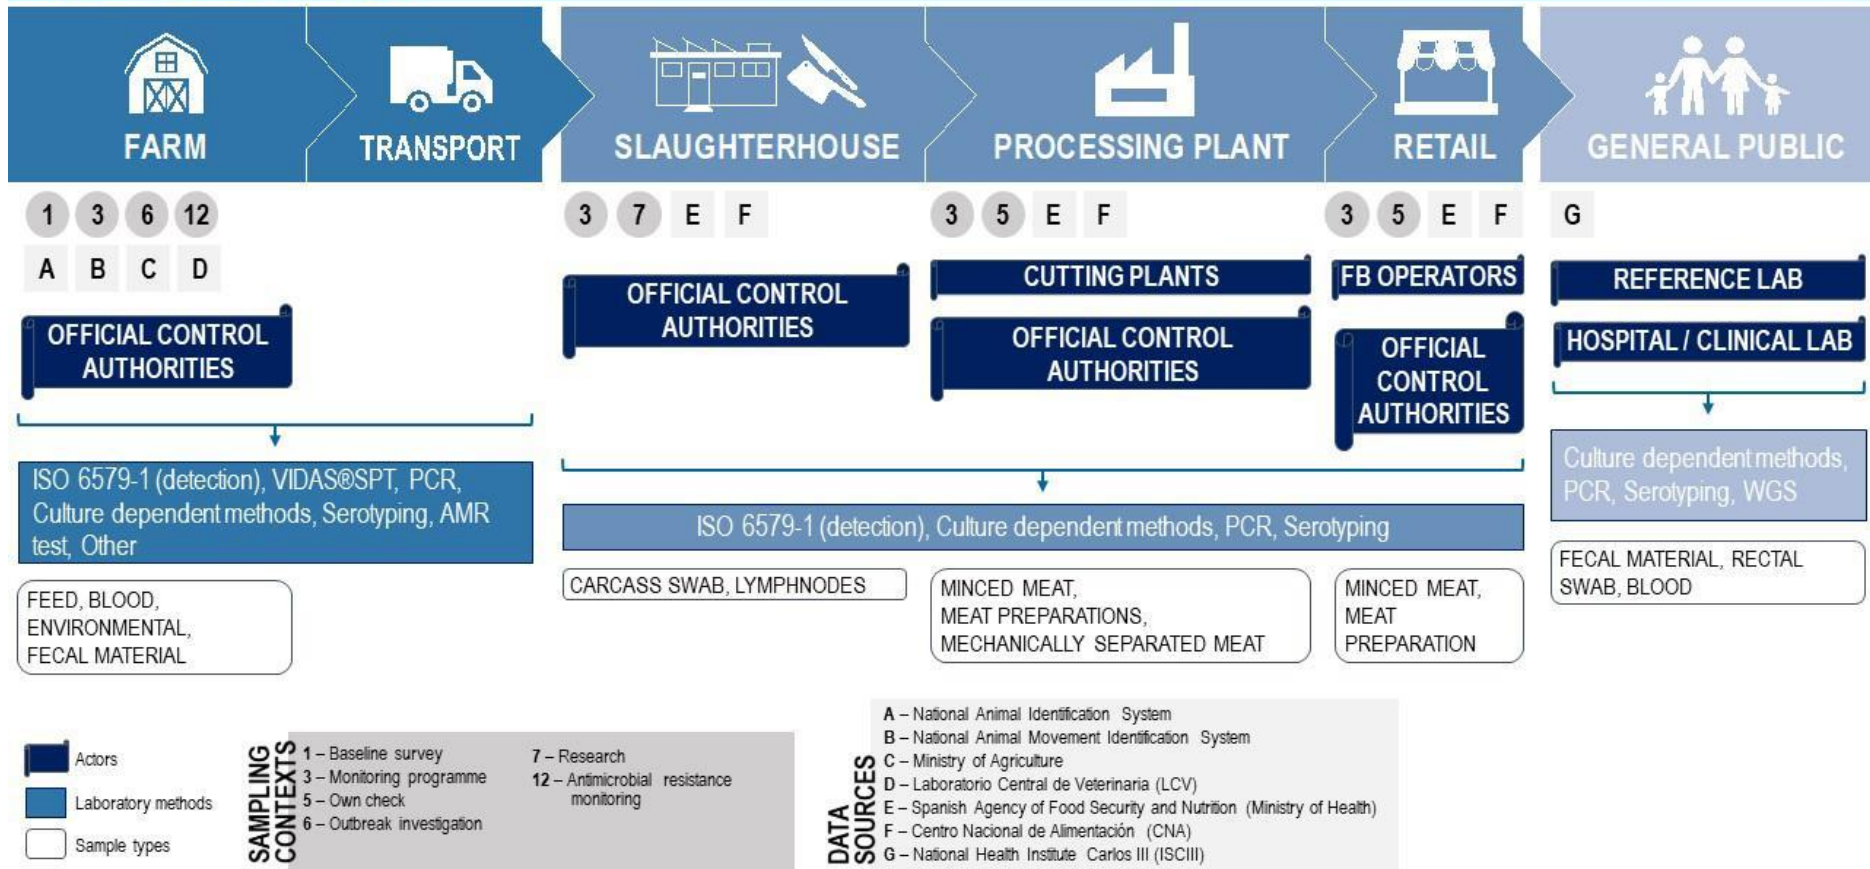 FARM
TRANSPORT
SLAUGHTERHOUSE
PROCESSING PLANT
RETAIL
GENERAL PUBLIC
1 3 6 12
A B C D
OFFICIAL CONTROL
AUTHORITIES
3 7 E F
OFFICIAL CONTROL
AUTHORITIES
3 5 E F
CUTTING PLANTS
OFFICIAL CONTROL
AUTHORITIES
3 5 E F
FB OPERATORS
OFFICIAL
CONTROL
AUTHORITIES
G
REFERENCE LAB
HOSPITAL / CLINICAL LAB
ISO 6579-1 (detection), VIDAS®SPT, PCR,
Culture dependent methods, Serotyping, AMR
test, Other
ISO 6579-1 (detection), Culture dependent methods, PCR, Serotyping
Culture dependent methods,
PCR, Serotyping, WGS
FEED, BLOOD,
ENVIRONMENTAL,
FECAL MATERIAL
CARCASS SWAB, LYMPHNODES
MINCED MEAT,
MEAT PREPARATIONS,
MECHANICALLY SEPARATED MEAT
MINCED MEAT,
MEAT
PREPARATION
FECAL MATERIAL, RECTAL
SWAB, BLOOD
Actors
Laboratory methods
Sample types
SAMPLING
CONTEXTS
1 – Baseline survey
3 – Monitoring programme
5 – Own check
6 – Outbreak investigation
7 – Research
12 – Antimicrobial resistance
monitoring
DATA
SOURCES
A – National Animal Identification System
B – National Animal Movement Identification System
C – Ministry of Agriculture
D – Laboratorio Central de Veterinaria (LCV)
E – Spanish Agency of Food Security and Nutrition (Ministry of Health)
F – Centro Nacional de Alimentación (CNA)
G – National Health Institute Carlos III (ISCIII)